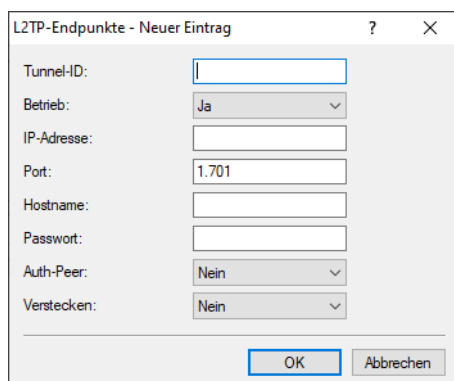 L2TP-Endpunkte - Neuer Eintrag ? X
Tunnel-ID:
Betrieb: Ja
IP-Adresse:
Port: 1.701
Hostname:
Passwort:
Auth-Peer: Nein
Verstecken: Nein
OK Abbrechen